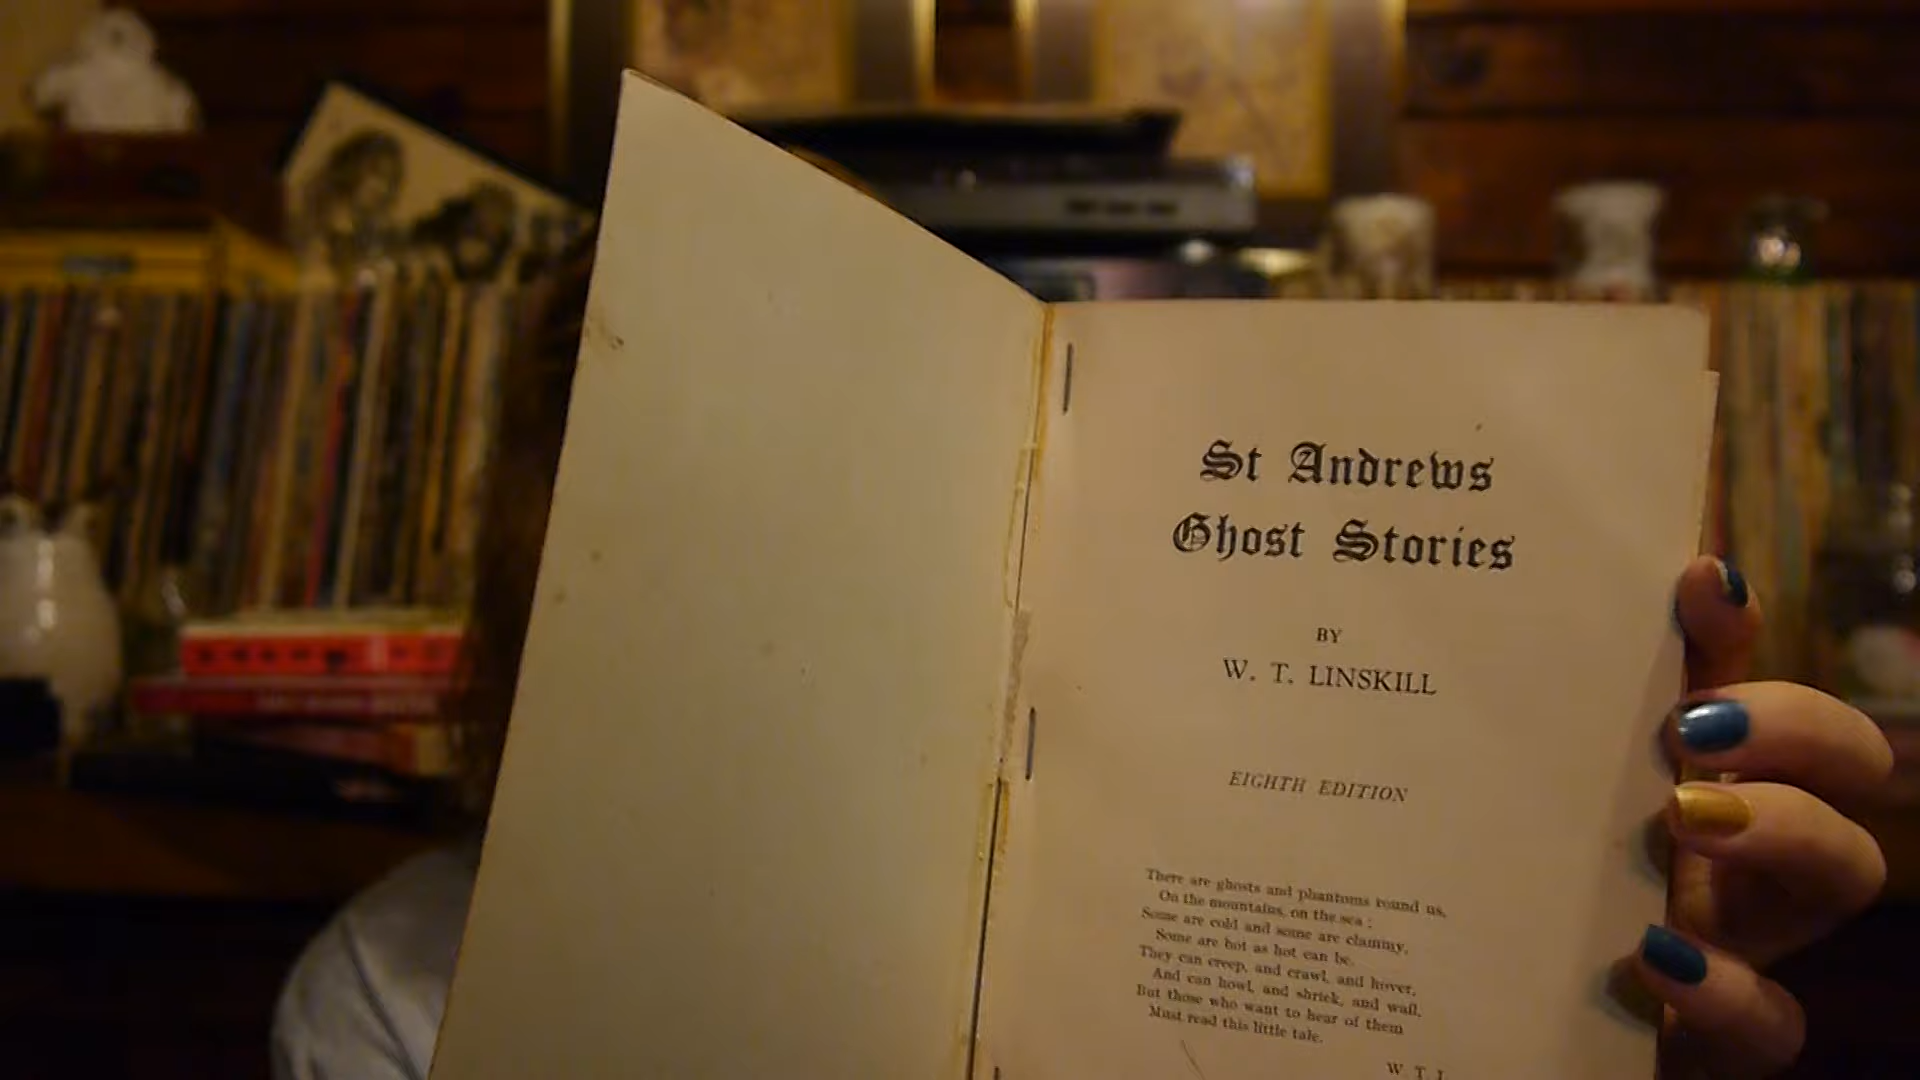 St Andrews
Ghost Stories
BY
W. T. LINSKILL
EIGHTH EDITION
There are ghosts and phantoms round us,
On the mountains, on the sea;
Some are cold and some are clammy,
Some are hot as hot can be.
They can creep, and crawl, and hover,
And can howl, and shriek, and wail,
But those who want to hear of them
Must read this little tale.
W. T. L